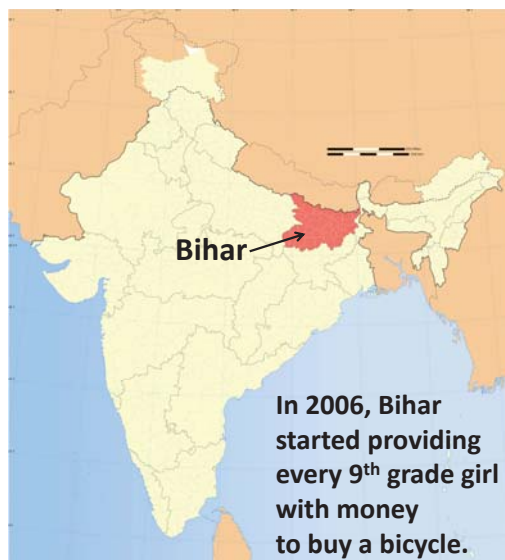 Bihar
In 2006, Bihar
started providing
every 9th grade girl
with money
to buy a bicycle.